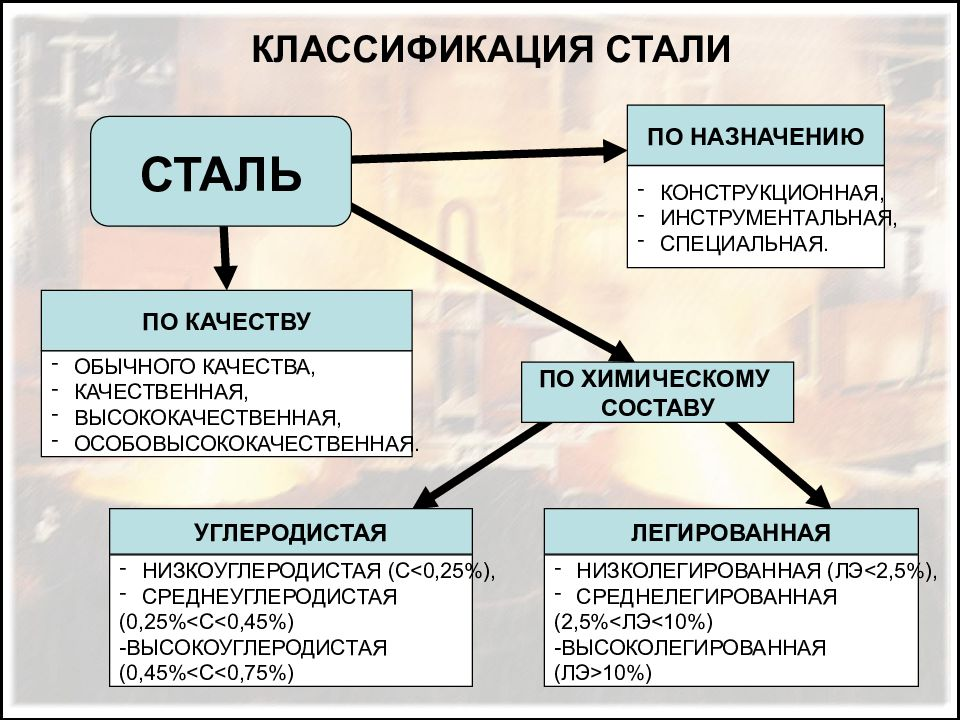 КЛАССИФИКАЦИЯ СТАЛИ
СТАЛЬ
ПО НАЗНАЧЕНИЮ
- КОНСТРУКЦИОННАЯ,
- ИНСТРУМЕНТАЛЬНАЯ,
- СПЕЦИАЛЬНАЯ.
ПО КАЧЕСТВУ
- ОБЫЧНОГО КАЧЕСТВА,
- КАЧЕСТВЕННАЯ,
- ВЫСОКОКАЧЕСТВЕННАЯ,
- ОСОБОВЫСОКОКАЧЕСТВЕННАЯ.
ПО ХИМИЧЕСКОМУ
СОСТАВУ
УГЛЕРОДИСТАЯ
- НИЗКОУГЛЕРОДИСТАЯ (С<0,25%),
- СРЕДНЕУГЛЕРОДИСТАЯ
(0,25%<С<0,45%)
-ВЫСОКОУГЛЕРОДИСТАЯ
(0,45%<С<0,75%)
ЛЕГИРОВАННАЯ
- НИЗКОЛЕГИРОВАННАЯ (ЛЭ<2,5%),
- СРЕДНЕЛЕГИРОВАННАЯ
(2,5%<ЛЭ<10%)
-ВЫСОКОЛЕГИРОВАННАЯ
(ЛЭ>10%)